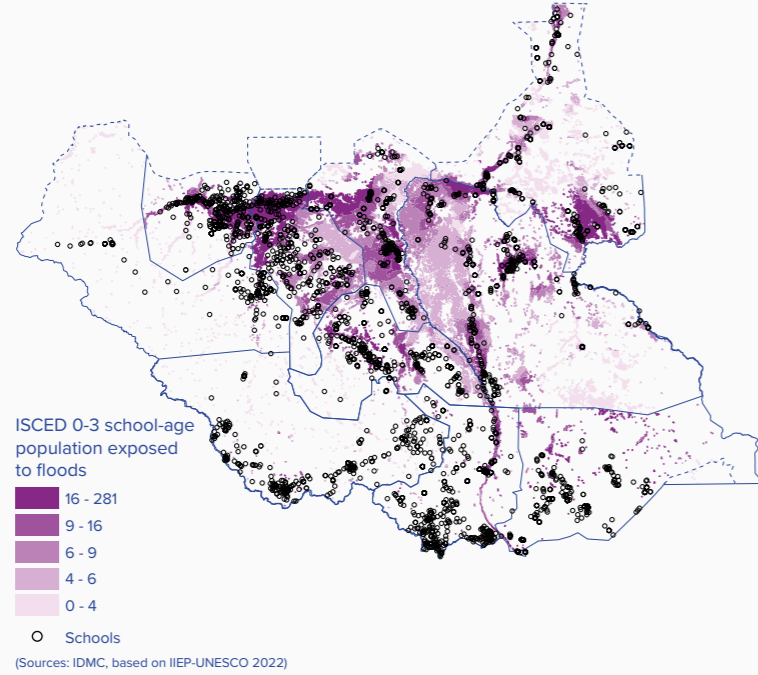 ISCED 0-3 school-age
population exposed
to floods
16 - 281
9 - 16
6 - 9
4 - 6
0 - 4
Schools
(Sources: IDMC, based on IIEP-UNESCO 2022)